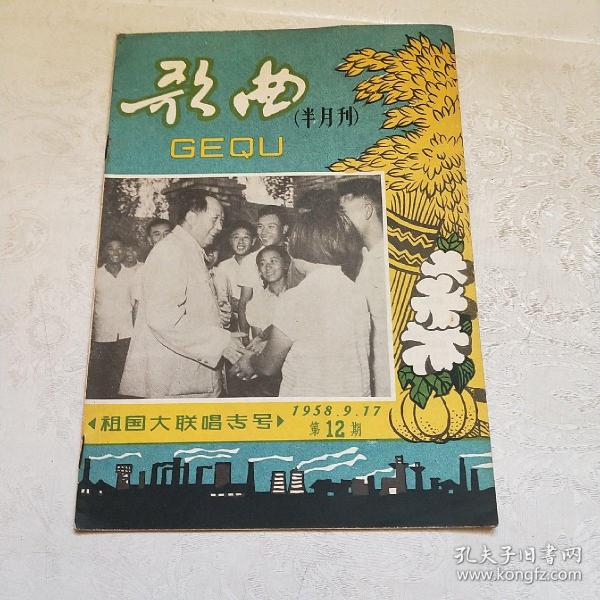 歌曲
(半月刊)
GEQU
祖国大联唱专号
1958.9.17
第12期
孔夫子旧书网
www.kongfz.com